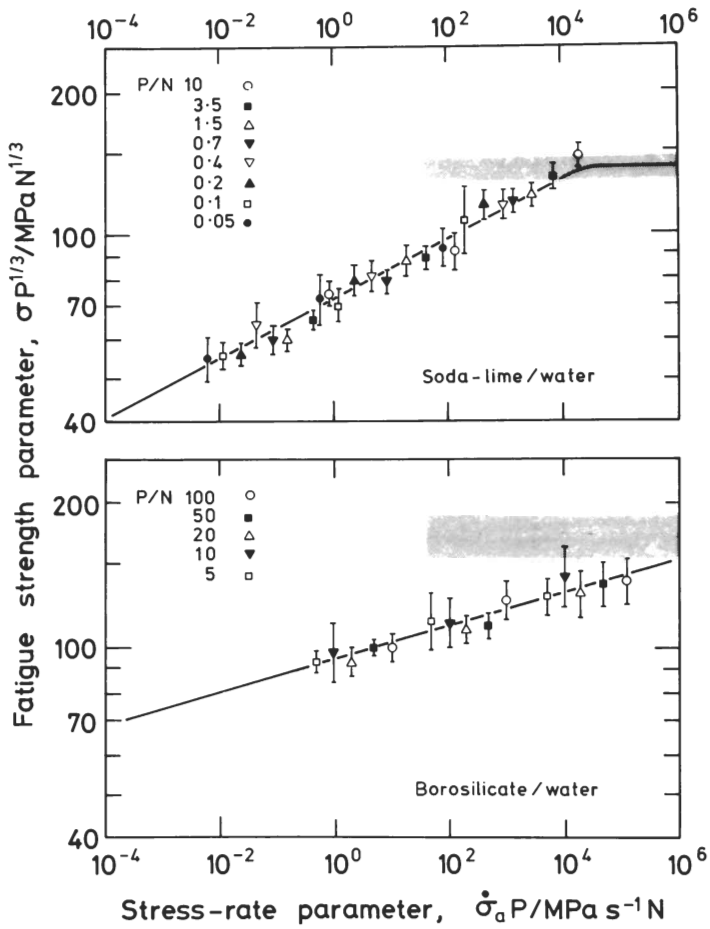 10⁻⁴ 10⁻² 10⁰ 10² 10⁴ 10⁶
200
100
70
40
P/N 10
3·5
1·5
0·7
0·4
0·2
0·1
0·05
Soda-lime/water
Fatigue strength parameter, σP^{1/3}/MPa N^{1/3}
200
100
70
40
P/N 100
50
20
10
5
Borosilicate/water
10⁻⁴ 10⁻² 10⁰ 10² 10⁴ 10⁶
Stress-rate parameter, σ̇ₐP/MPa s⁻¹N